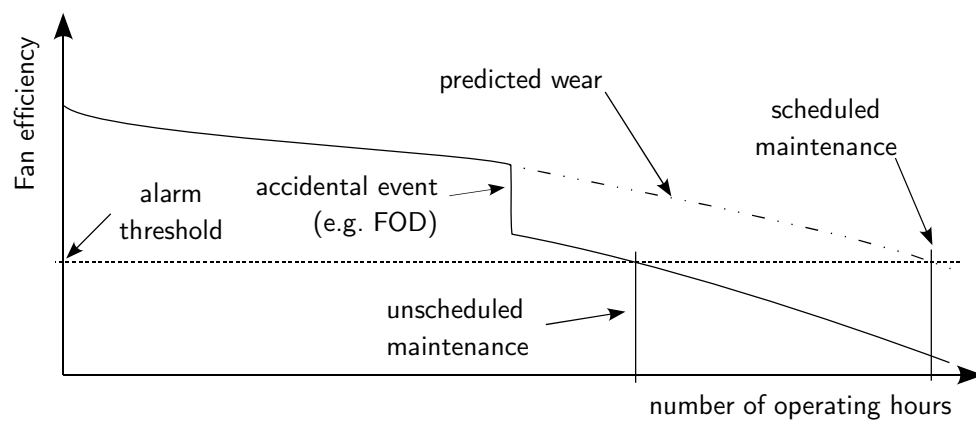 Fan efficiency
predicted wear
scheduled
maintenance
accidental event
(e.g. FOD)
alarm
threshold
unscheduled
maintenance
number of operating hours